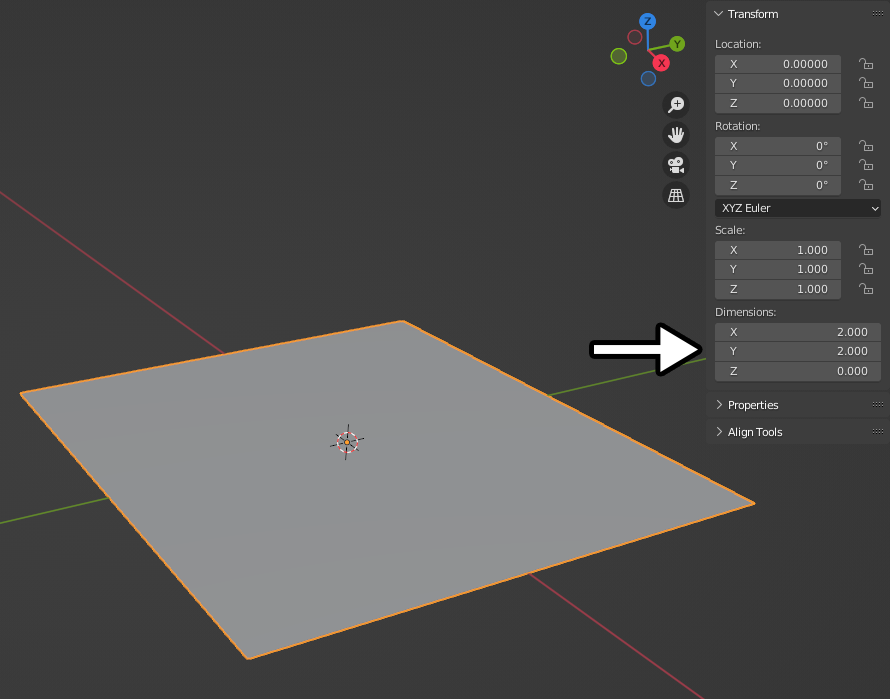 Z
Y
X
Transform
Location:
X 0.00000
Y 0.00000
Z 0.00000
Rotation:
X 0°
Y 0°
Z 0°
XYZ Euler
Scale:
X 1.000
Y 1.000
Z 1.000
Dimensions:
X 2.000
Y 2.000
Z 0.000
Properties
Align Tools